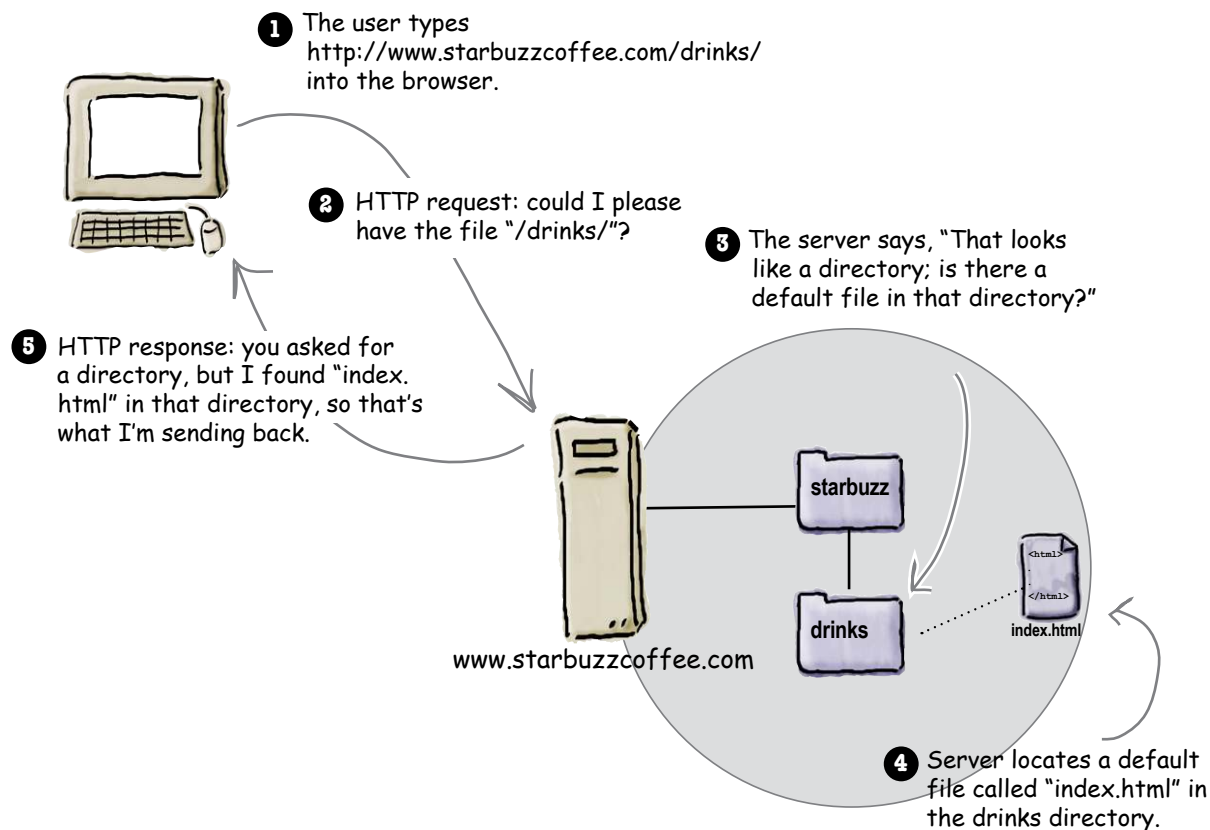 1 The user types
http://www.starbuzzcoffee.com/drinks/
into the browser.
2 HTTP request: could I please
have the file “/drinks/”?
3 The server says, “That looks
like a directory; is there a
default file in that directory?”
5 HTTP response: you asked for
a directory, but I found “index.
html” in that directory, so that’s
what I’m sending back.
starbuzz
<html>
.
</html>
drinks
index.html
www.starbuzzcoffee.com
4 Server locates a default
file called “index.html” in
the drinks directory.